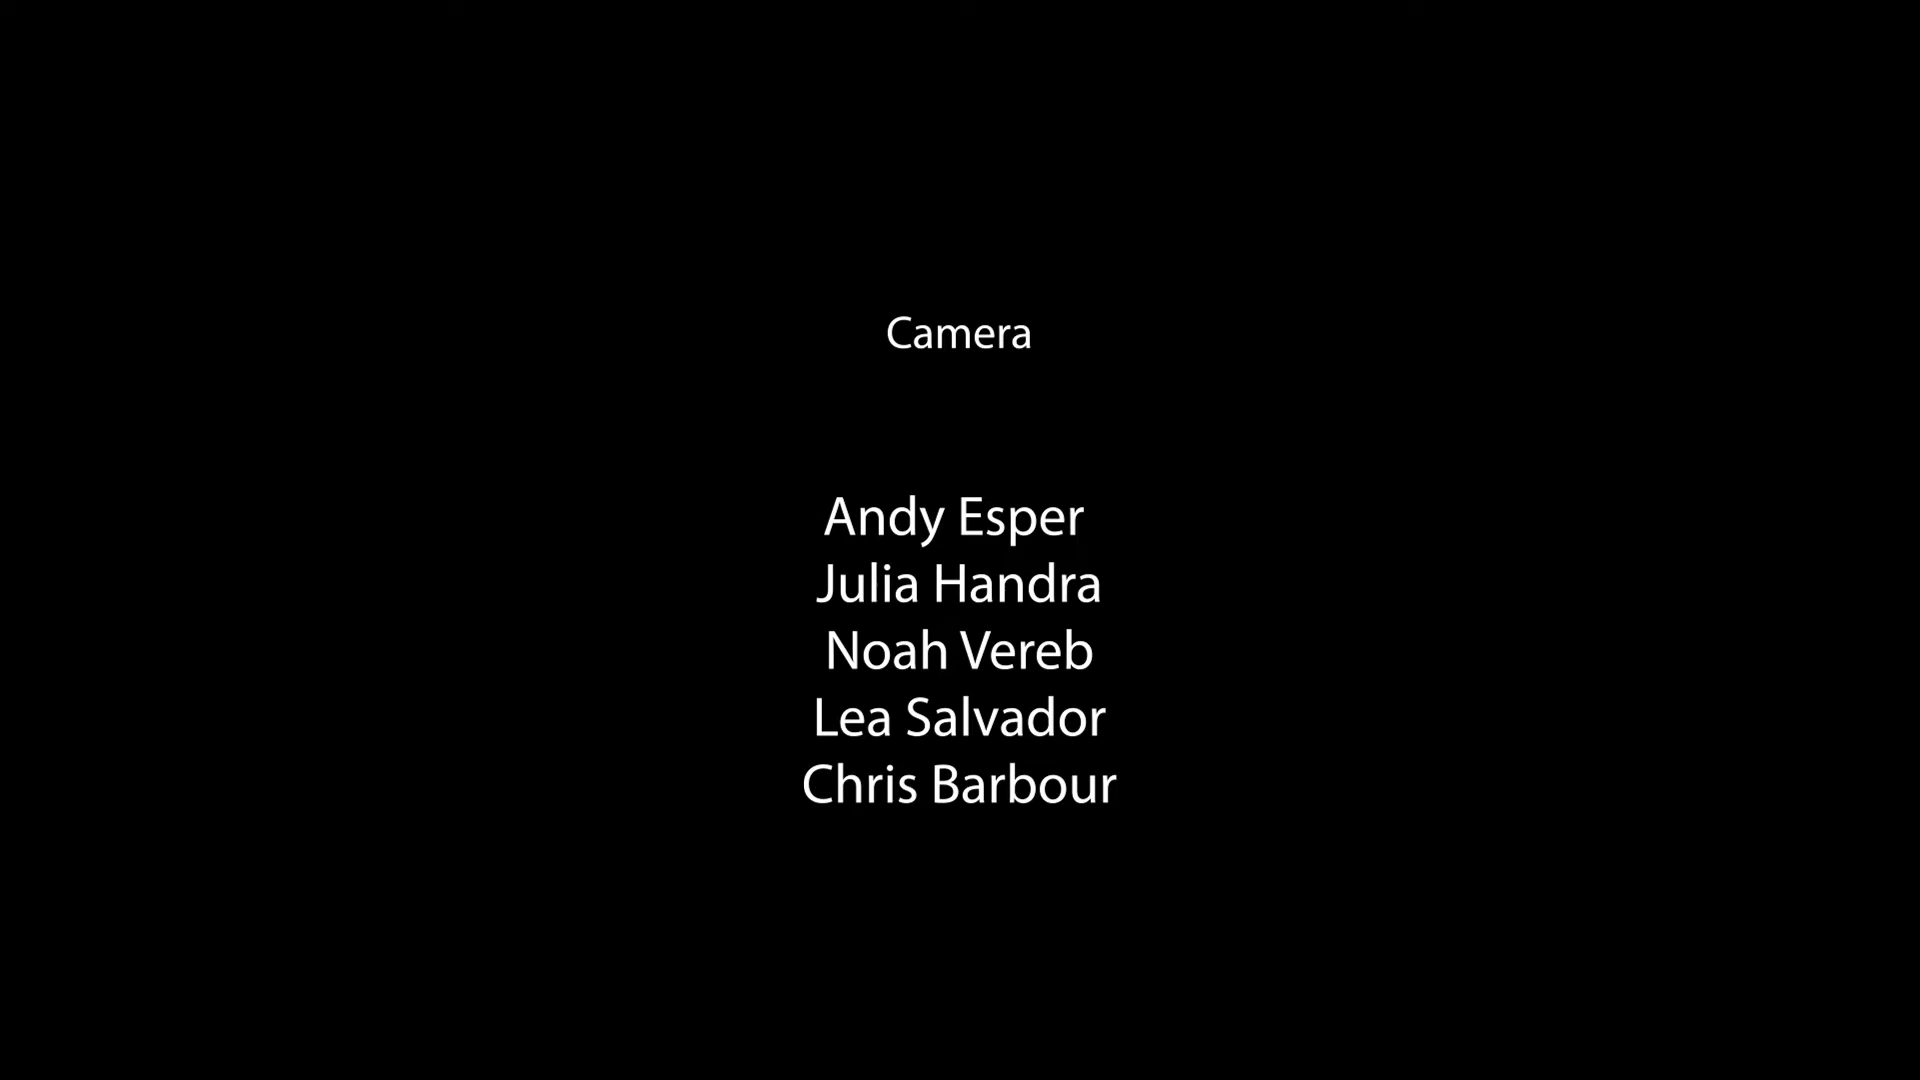 Camera
Andy Esper
Julia Handra
Noah Vereb
Lea Salvador
Chris Barbour